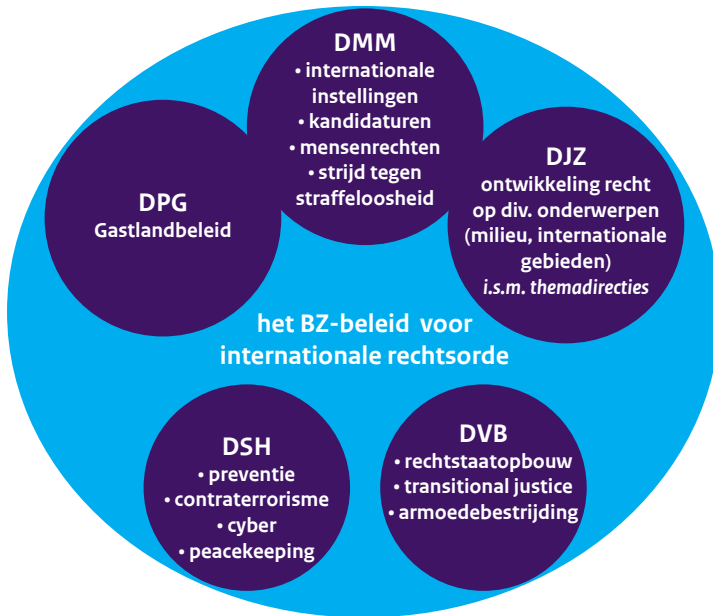 DMM
• internationale
instellingen
• kandidaturen
• mensenrechten
• strijd tegen
straffeloosheid
DPG
Gastlandbeleid
DJZ
ontwikkeling recht
op div. onderwerpen
(milieu, internationale
gebieden)
i.s.m. themadirecties
het BZ-beleid voor
internationale rechtsorde
DSH
• preventie
• contraterrorisme
• cyber
• peacekeeping
DVB
• rechtstaatopbouw
• transitional justice
• armoedebestrijding